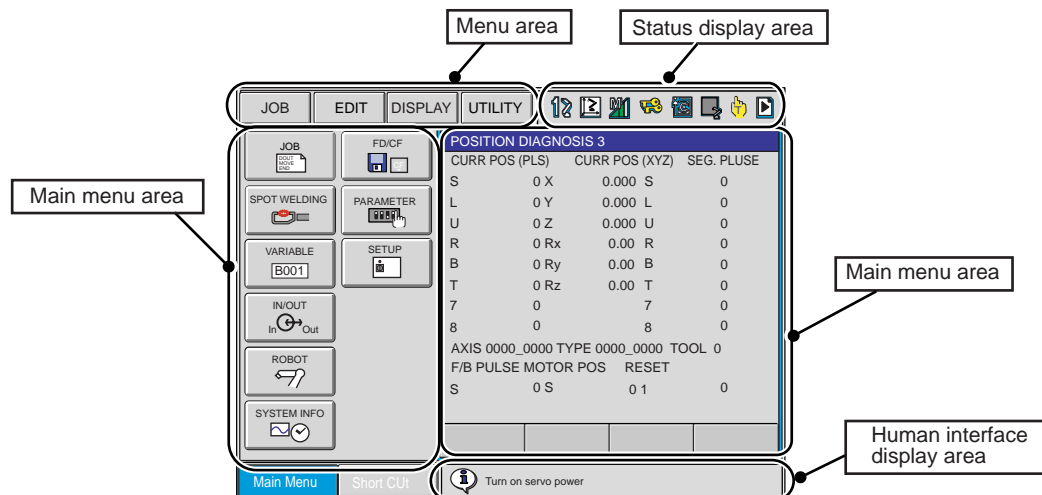 Menu area
Status display area
JOB EDIT DISPLAY UTILITY
Main menu area
JOB
DOUT
MOVE
END
FD/CF
CF
SPOT WELDING
PARAMETER
VARIABLE
B001
SETUP
IN/OUT
In Out
ROBOT
SYSTEM INFO
POSITION DIAGNOSIS 3
CURR POS (PLS) CURR POS (XYZ) SEG. PLUSE
S 0 X 0.000 S 0
L 0 Y 0.000 L 0
U 0 Z 0.000 U 0
R 0 Rx 0.00 R 0
B 0 Ry 0.00 B 0
T 0 Rz 0.00 T 0
7 0 7 0
8 0 8 0
AXIS 0000_0000 TYPE 0000_0000 TOOL 0
F/B PULSE MOTOR POS RESET
S 0 S 0 1 0
Main menu area
Human interface
display area
Main Menu Short CUt
Turn on servo power